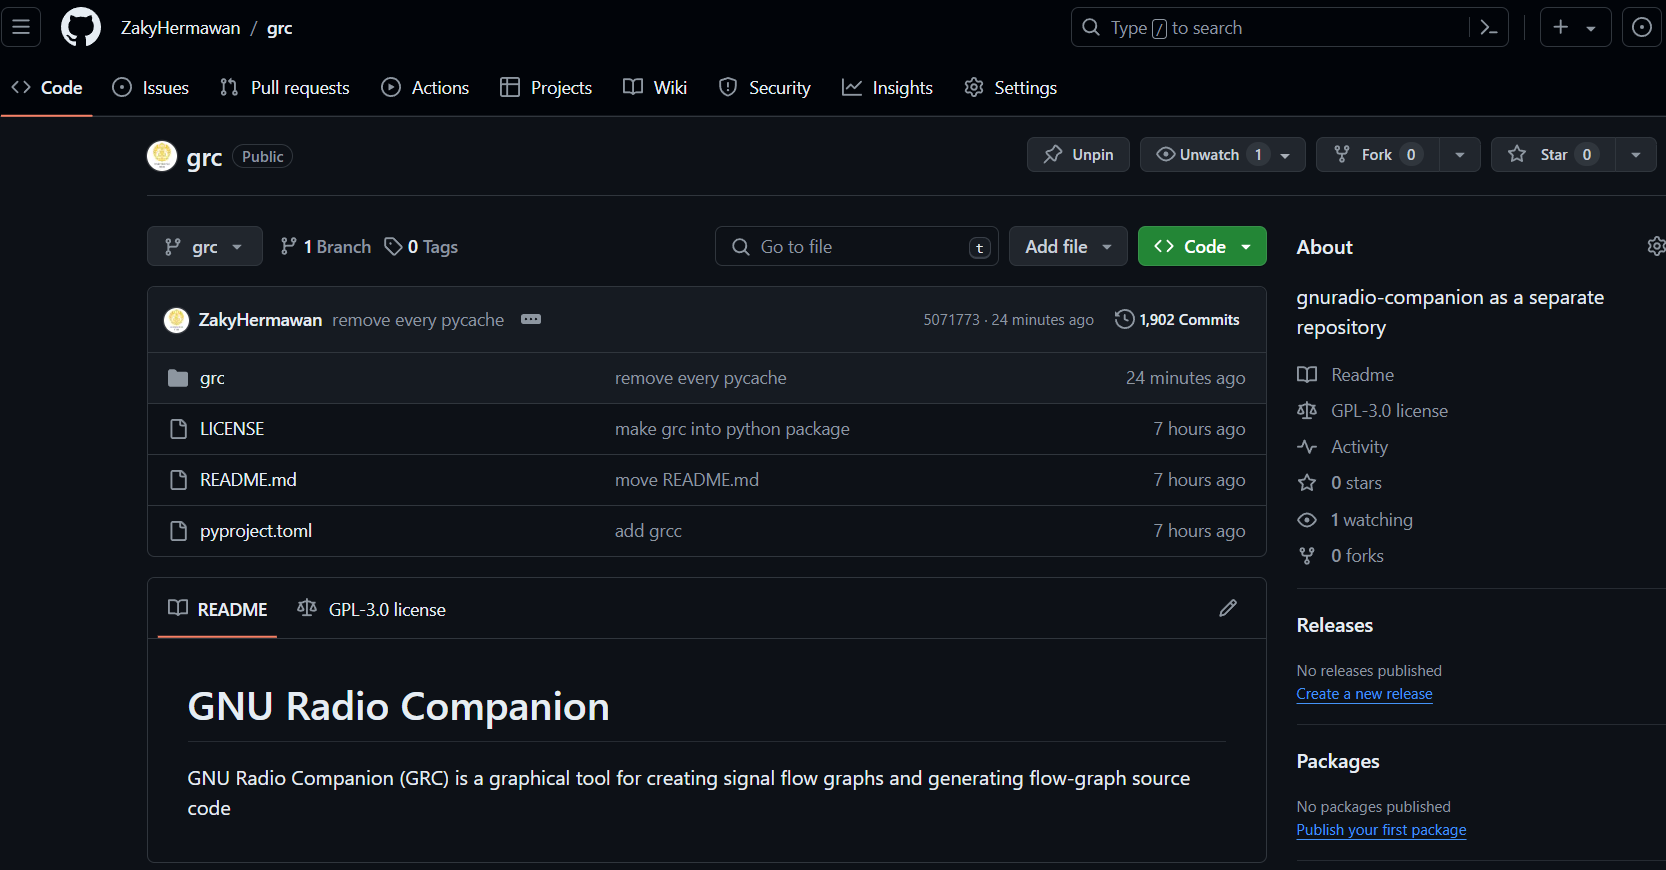 ZakyHermawan / grc
Type / to search
Code Issues Pull requests Actions Projects Wiki Security Insights Settings
grc Public
Unpin Unwatch 1 Fork 0 Star 0
grc 1 Branch 0 Tags Go to file t Add file Code
ZakyHermawan remove every pycache 5071773 · 24 minutes ago 1,902 Commits
grc remove every pycache 24 minutes ago
LICENSE make grc into python package 7 hours ago
README.md move README.md 7 hours ago
pyproject.toml add grcc 7 hours ago
README GPL-3.0 license
GNU Radio Companion
GNU Radio Companion (GRC) is a graphical tool for creating signal flow graphs and generating flow-graph source
code
About
gnuradio-companion as a separate
repository
Readme
GPL-3.0 license
Activity
0 stars
1 watching
0 forks
Releases
No releases published
Create a new release
Packages
No packages published
Publish your first package